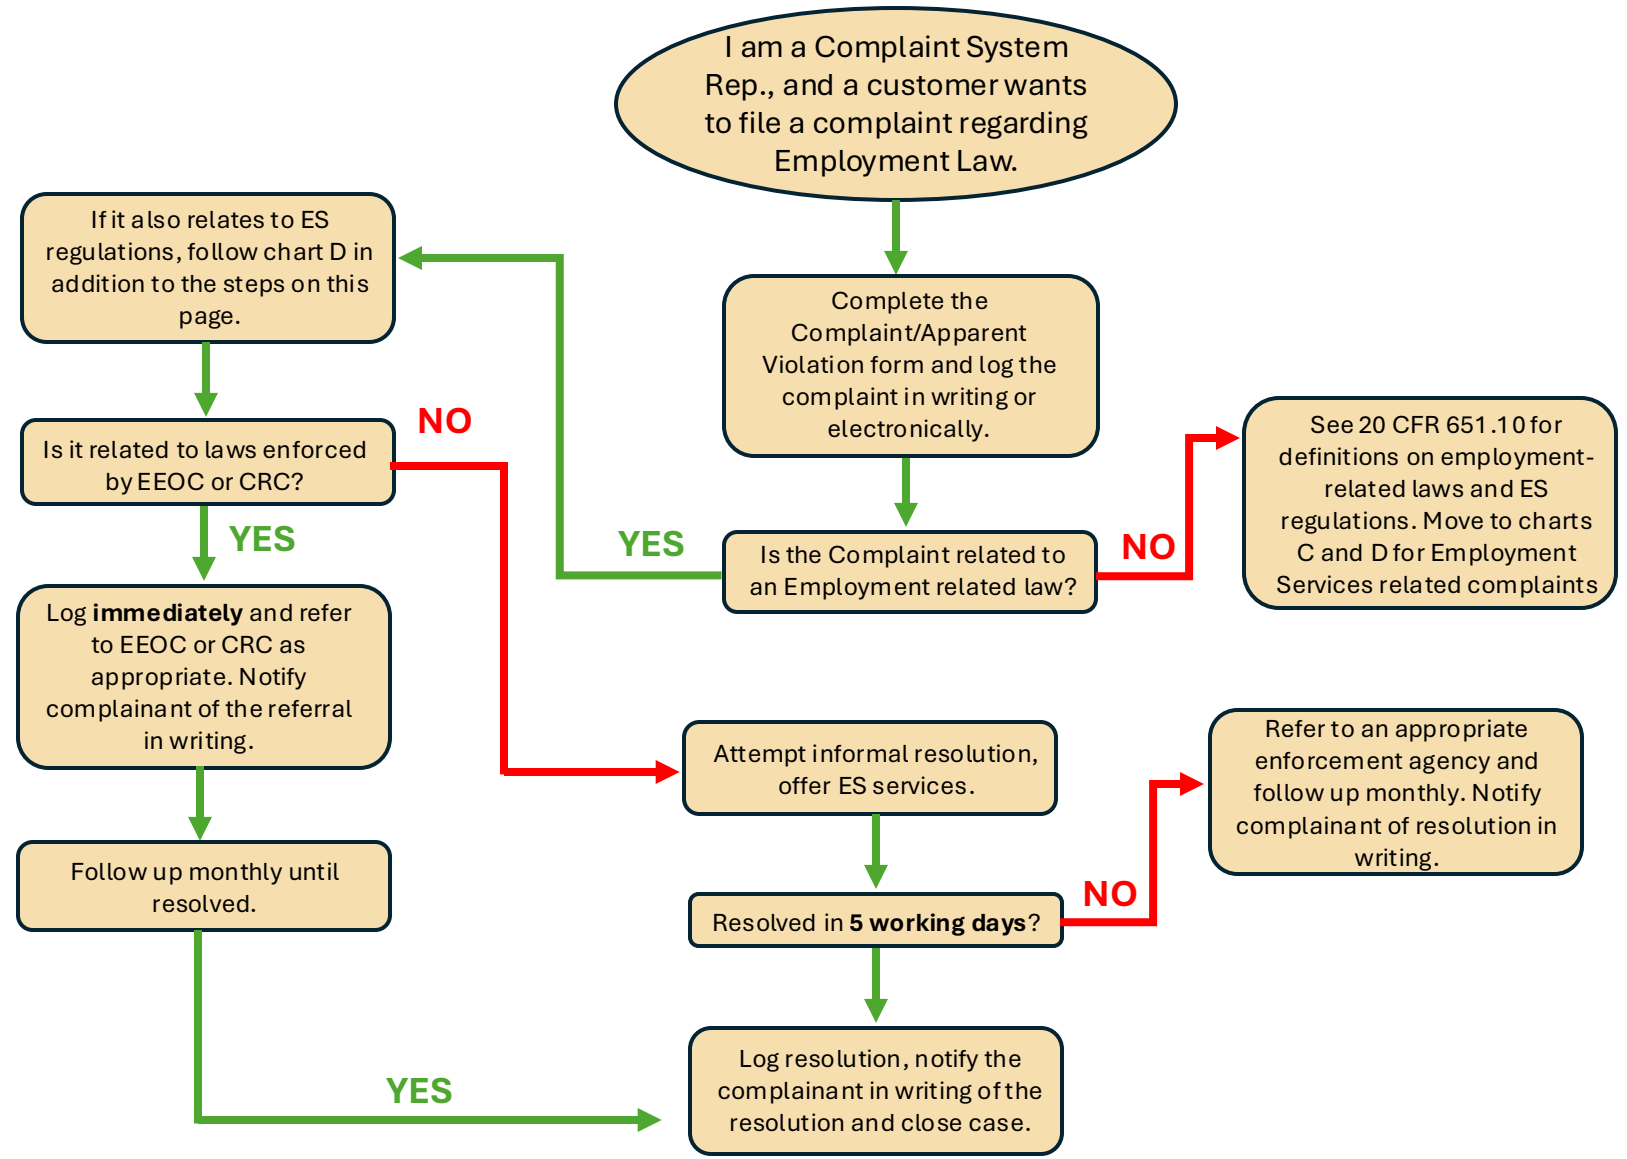 I am a Complaint System
Rep., and a customer wants
to file a complaint regarding
Employment Law.
Complete the
Complaint/Apparent
Violation form and log the
complaint in writing or
electronically.
Is the Complaint related to
an Employment related law?
NO
See 20 CFR 651.10 for
definitions on employment-
related laws and ES
regulations. Move to charts
C and D for Employment
Services related complaints
YES
If it also relates to ES
regulations, follow chart D in
addition to the steps on this
page.
Is it related to laws enforced
by EEOC or CRC?
YES
Log immediately and refer
to EEOC or CRC as
appropriate. Notify
complainant of the referral
in writing.
Follow up monthly until
resolved.
YES
NO
Attempt informal resolution,
offer ES services.
Resolved in 5 working days?
NO
Refer to an appropriate
enforcement agency and
follow up monthly. Notify
complainant of resolution in
writing.
Log resolution, notify the
complainant in writing of the
resolution and close case.